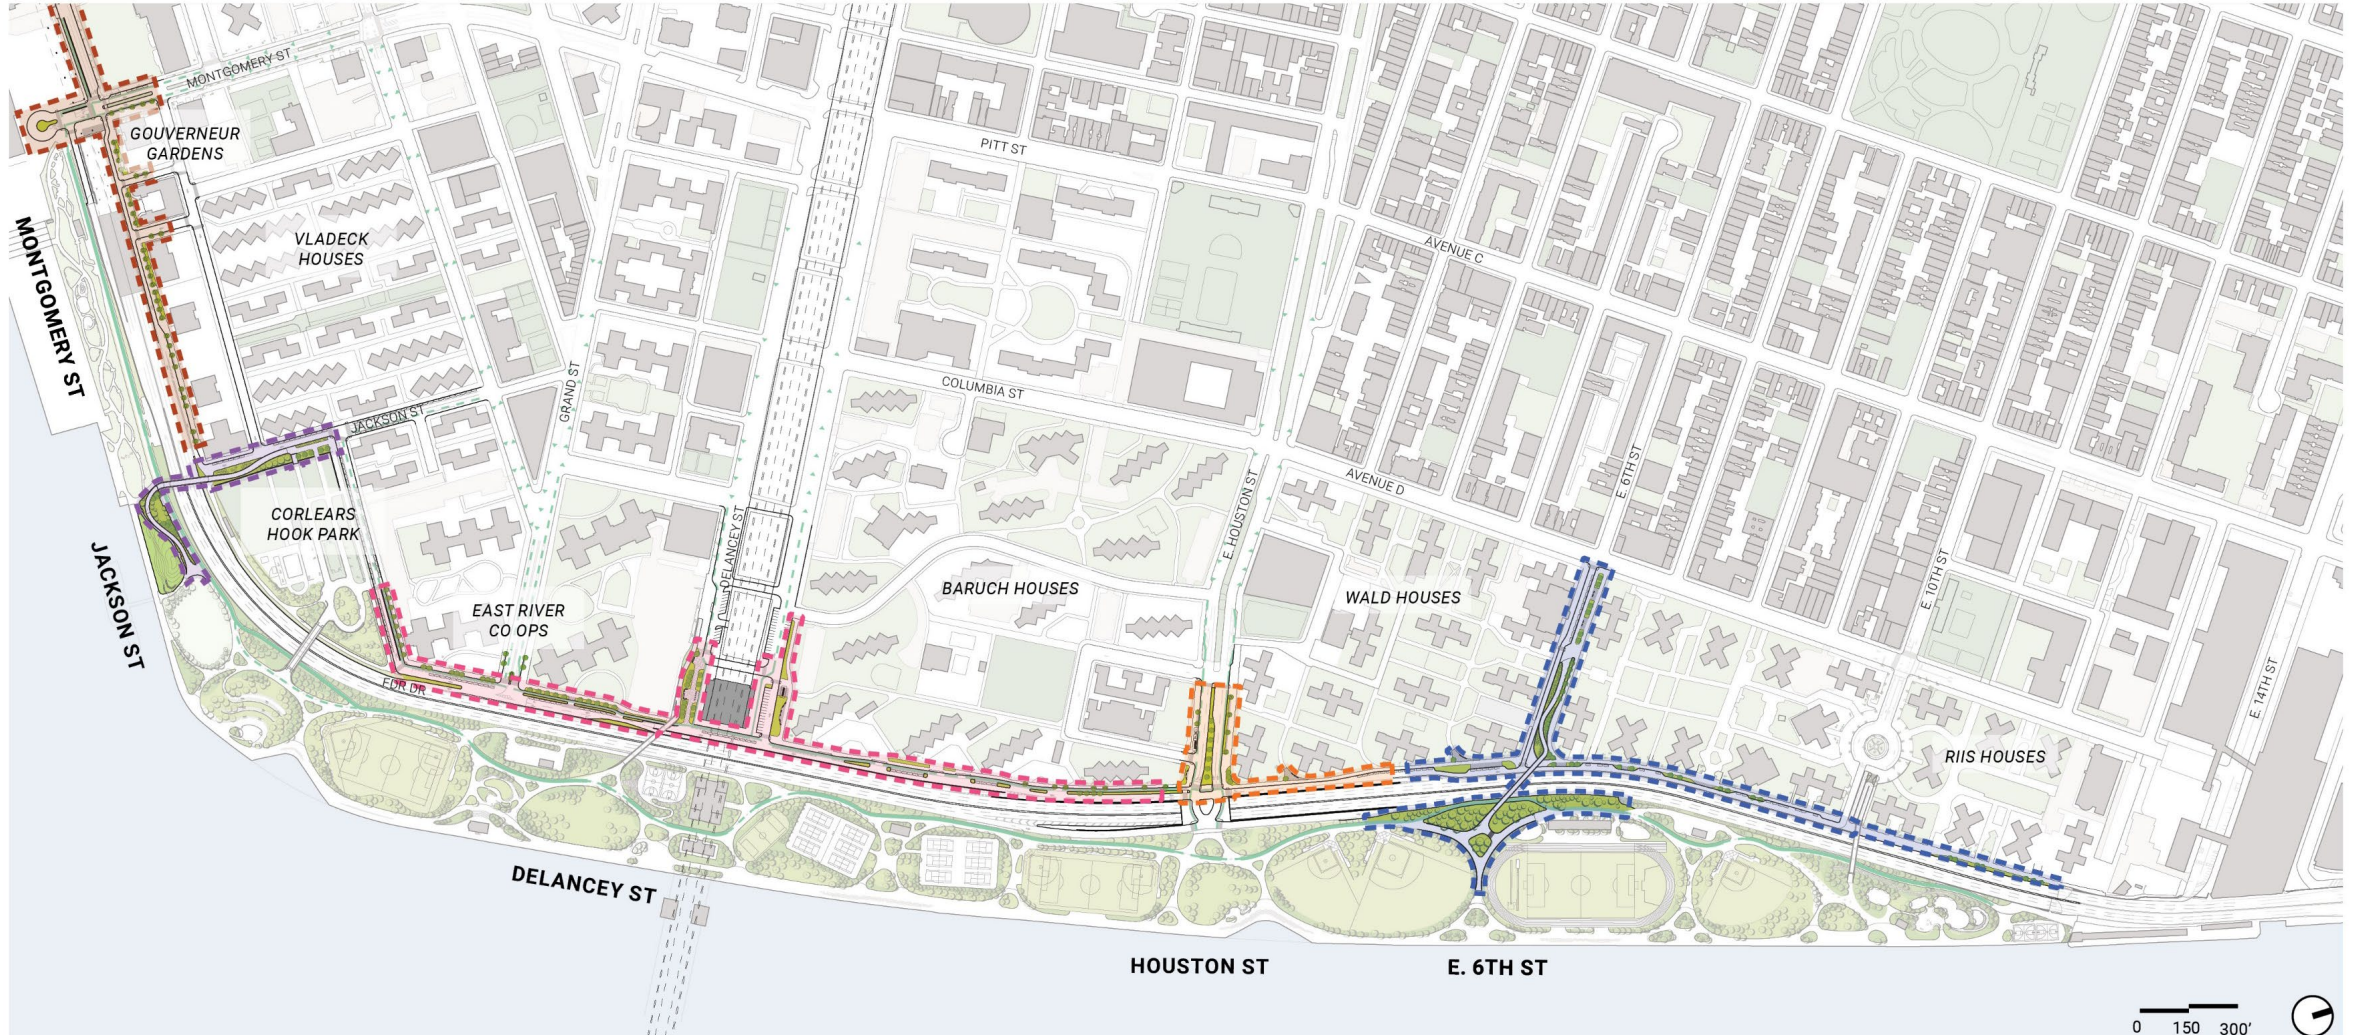 MONTGOMERY ST
GOUVERNEUR
GARDENS
PITT ST
MONTGOMERY ST
VLADECK
HOUSES
AVENUE C
GRAND ST
COLUMBIA ST
JACKSON ST
E. 6TH ST
AVENUE D
E. HOUSTON ST
CORLEARS
HOOK PARK
DELANCEY ST
E. 10TH ST
JACKSON ST
EAST RIVER
CO OPS
BARUCH HOUSES
WALD HOUSES
FDR DR
E. 14TH ST
RIIS HOUSES
DELANCEY ST
HOUSTON ST
E. 6TH ST
0 150 300'